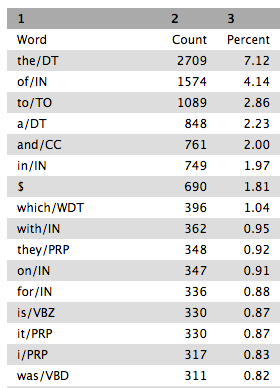 1 2 3
Word Count Percent
the/DT 2709 7.12
of/IN 1574 4.14
to/TO 1089 2.86
a/DT 848 2.23
and/CC 761 2.00
in/IN 749 1.97
$ 690 1.81
which/WDT 396 1.04
with/IN 362 0.95
they/PRP 348 0.92
on/IN 347 0.91
for/IN 336 0.88
is/VBZ 330 0.87
it/PRP 330 0.87
i/PRP 317 0.83
was/VBD 311 0.82